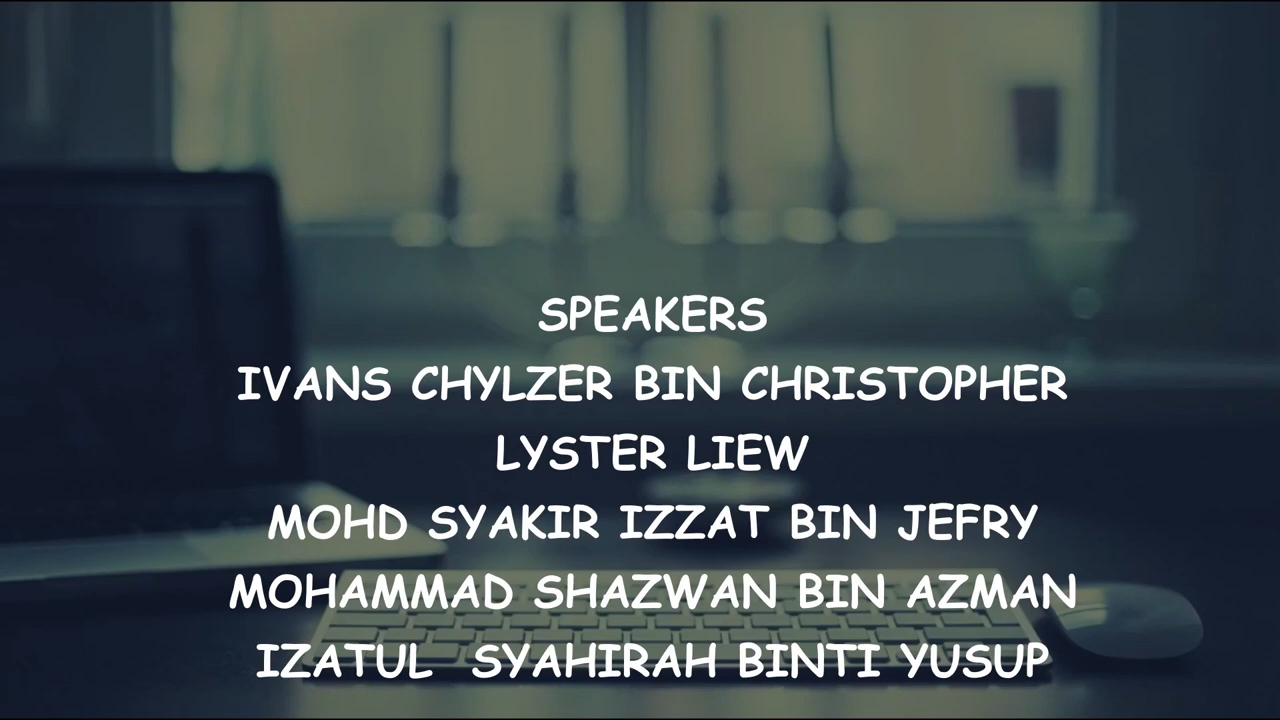 SPEAKERS
IVANS CHYLZER BIN CHRISTOPHER
LYSTER LIEW
MOHD SYAKIR IZZAT BIN JEFRY
MOHAMMAD SHAZWAN BIN AZMAN
IZATUL  SYAHIRAH BINTI YUSUP